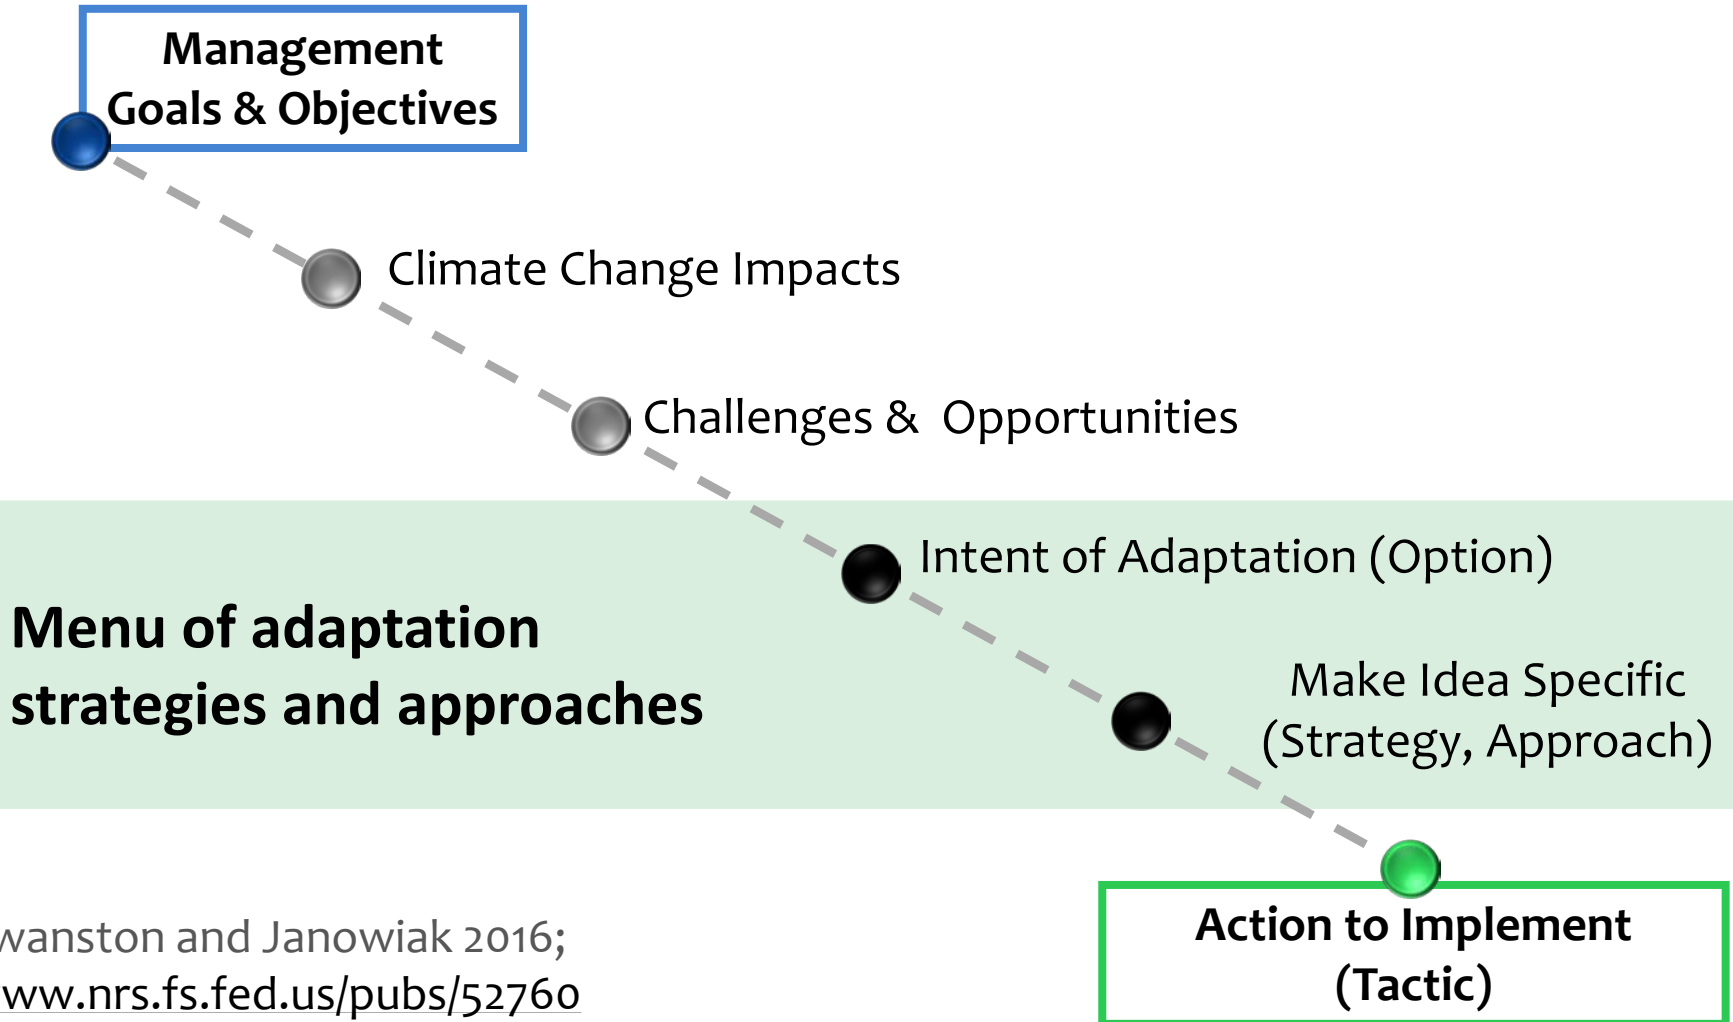 Management
Goals & Objectives
Climate Change Impacts
Challenges & Opportunities
Intent of Adaptation (Option)
Menu of adaptation
strategies and approaches
Make Idea Specific
(Strategy, Approach)
Action to Implement
(Tactic)
wanston and Janowiak 2016;
ww.nrs.fs.fed.us/pubs/52760